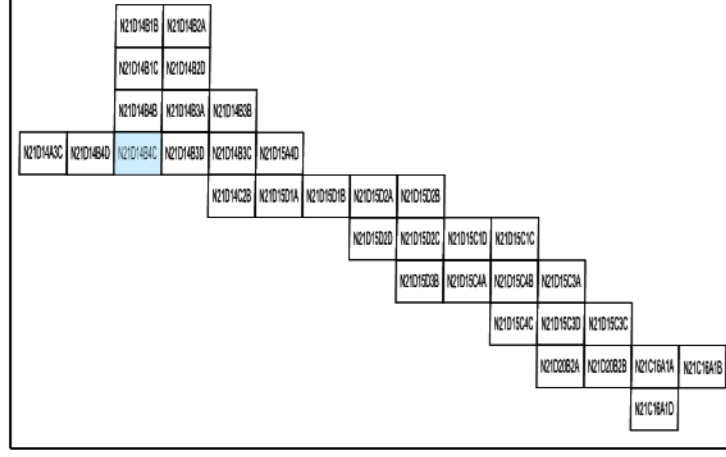 N21D14B1B N21D14B2A
N21D14B1C N21D14B2D
N21D14B4B N21D14B3A N21D14B3B
N21D14A3C N21D14B4D N21D14B4C N21D14B3D N21D14B3C N21D15A4D
N21D14C2B N21D15D1A N21D15D1B N21D15D2A N21D15D2B
N21D15D2D N21D15D2C N21D15C1D N21D15C1C
N21D15D3B N21D15C4A N21D15C4B N21D15C3A
N21D15C4C N21D15C3D N21D15C3C
N21D20B2A N21D20B2B N21C16A1A N21C16A1B
N21C16A1D